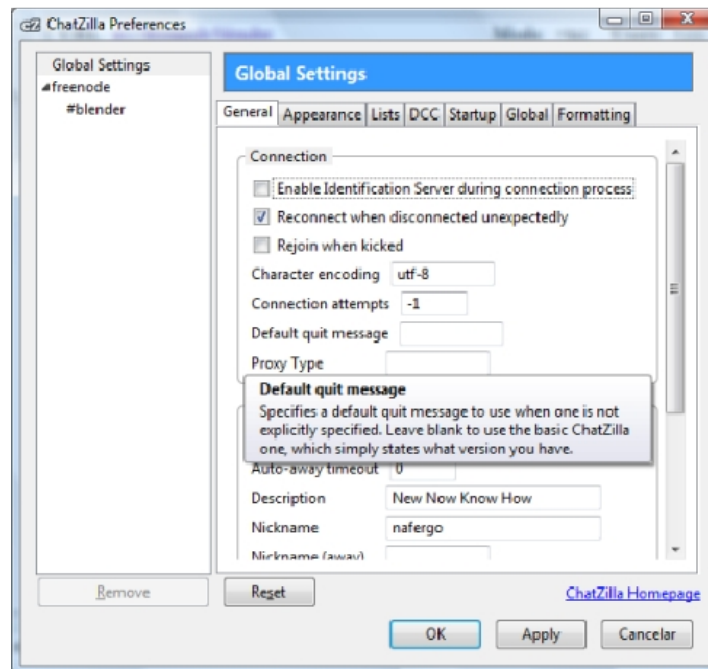 ChatZilla Preferences
Global Settings
freenode
#blender
Global Settings
General Appearance Lists DCC Startup Global Formatting
Connection
Enable Identification Server during connection process
Reconnect when disconnected unexpectedly
Rejoin when kicked
Character encoding utf-8
Connection attempts -1
Default quit message
Proxy Type
Default quit message
Specifies a default quit message to use when one is not
explicitly specified. Leave blank to use the basic ChatZilla
one, which simply states what version you have.
Auto-away timeout 0
Description New Now Know How
Nickname nafergo
Nickname (away)
Remove Reset ChatZilla Homepage
OK Apply Cancelar